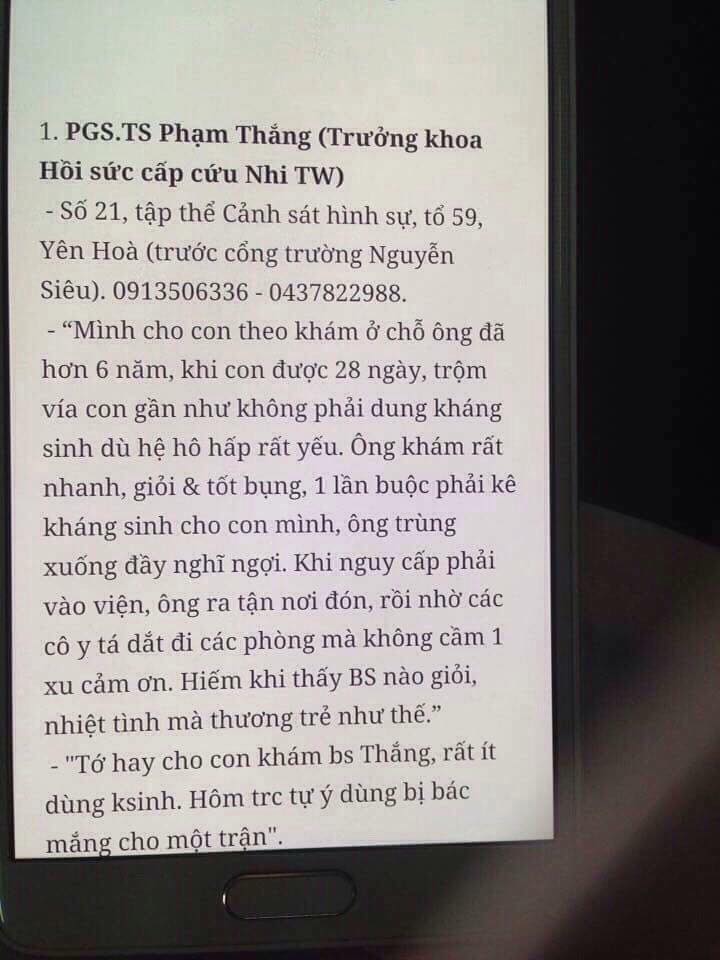 1. PGS.TS Phạm Thắng (Trưởng khoa
Hồi sức cấp cứu Nhi TW)
- Số 21, tập thể Cảnh sát hình sự, tổ 59,
Yên Hoà (trước cổng trường Nguyễn
Siêu). 0913506336 - 0437822988.
- “Mình cho con theo khám ở chỗ ông đã
hơn 6 năm, khi con được 28 ngày, trộm
vía con gần như không phải dung kháng
sinh dù hệ hô hấp rất yếu. Ông khám rất
nhanh, giỏi & tốt bụng, 1 lần buộc phải kê
kháng sinh cho con mình, ông trùng
xuống đầy nghĩ ngợi. Khi nguy cấp phải
vào viện, ông ra tận nơi đón, rồi nhờ các
cô y tá dắt đi các phòng mà không cầm 1
xu cảm ơn. Hiếm khi thấy BS nào giỏi,
nhiệt tình mà thương trẻ như thế.”
- "Tớ hay cho con khám bs Thắng, rất ít
dùng ksinh. Hôm trc tự ý dùng bị bác
mắng cho một trận".